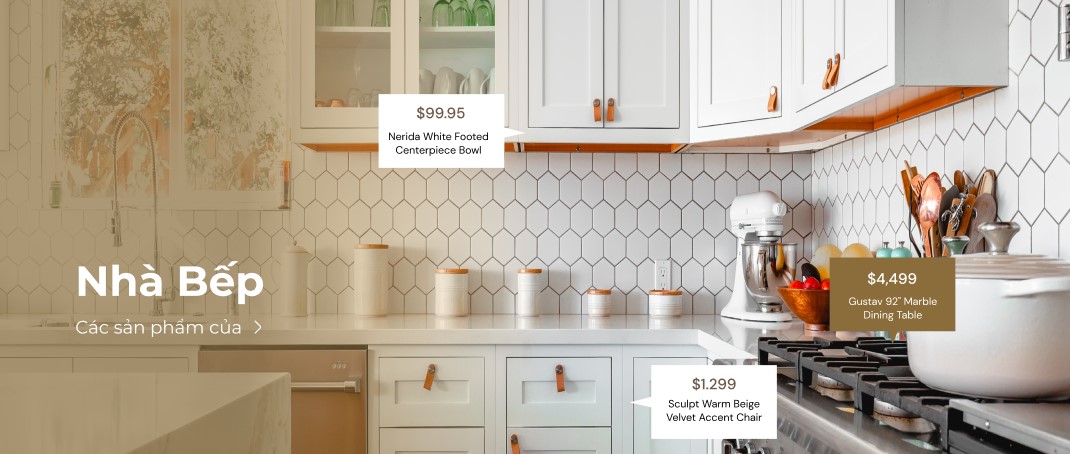 $99.95
Nerida White Footed
Centerpiece Bowl
Nhà Bếp
Các sản phẩm của
$4,499
Gustav 92" Marble
Dining Table
$1.299
Sculpt Warm Beige
Velvet Accent Chair